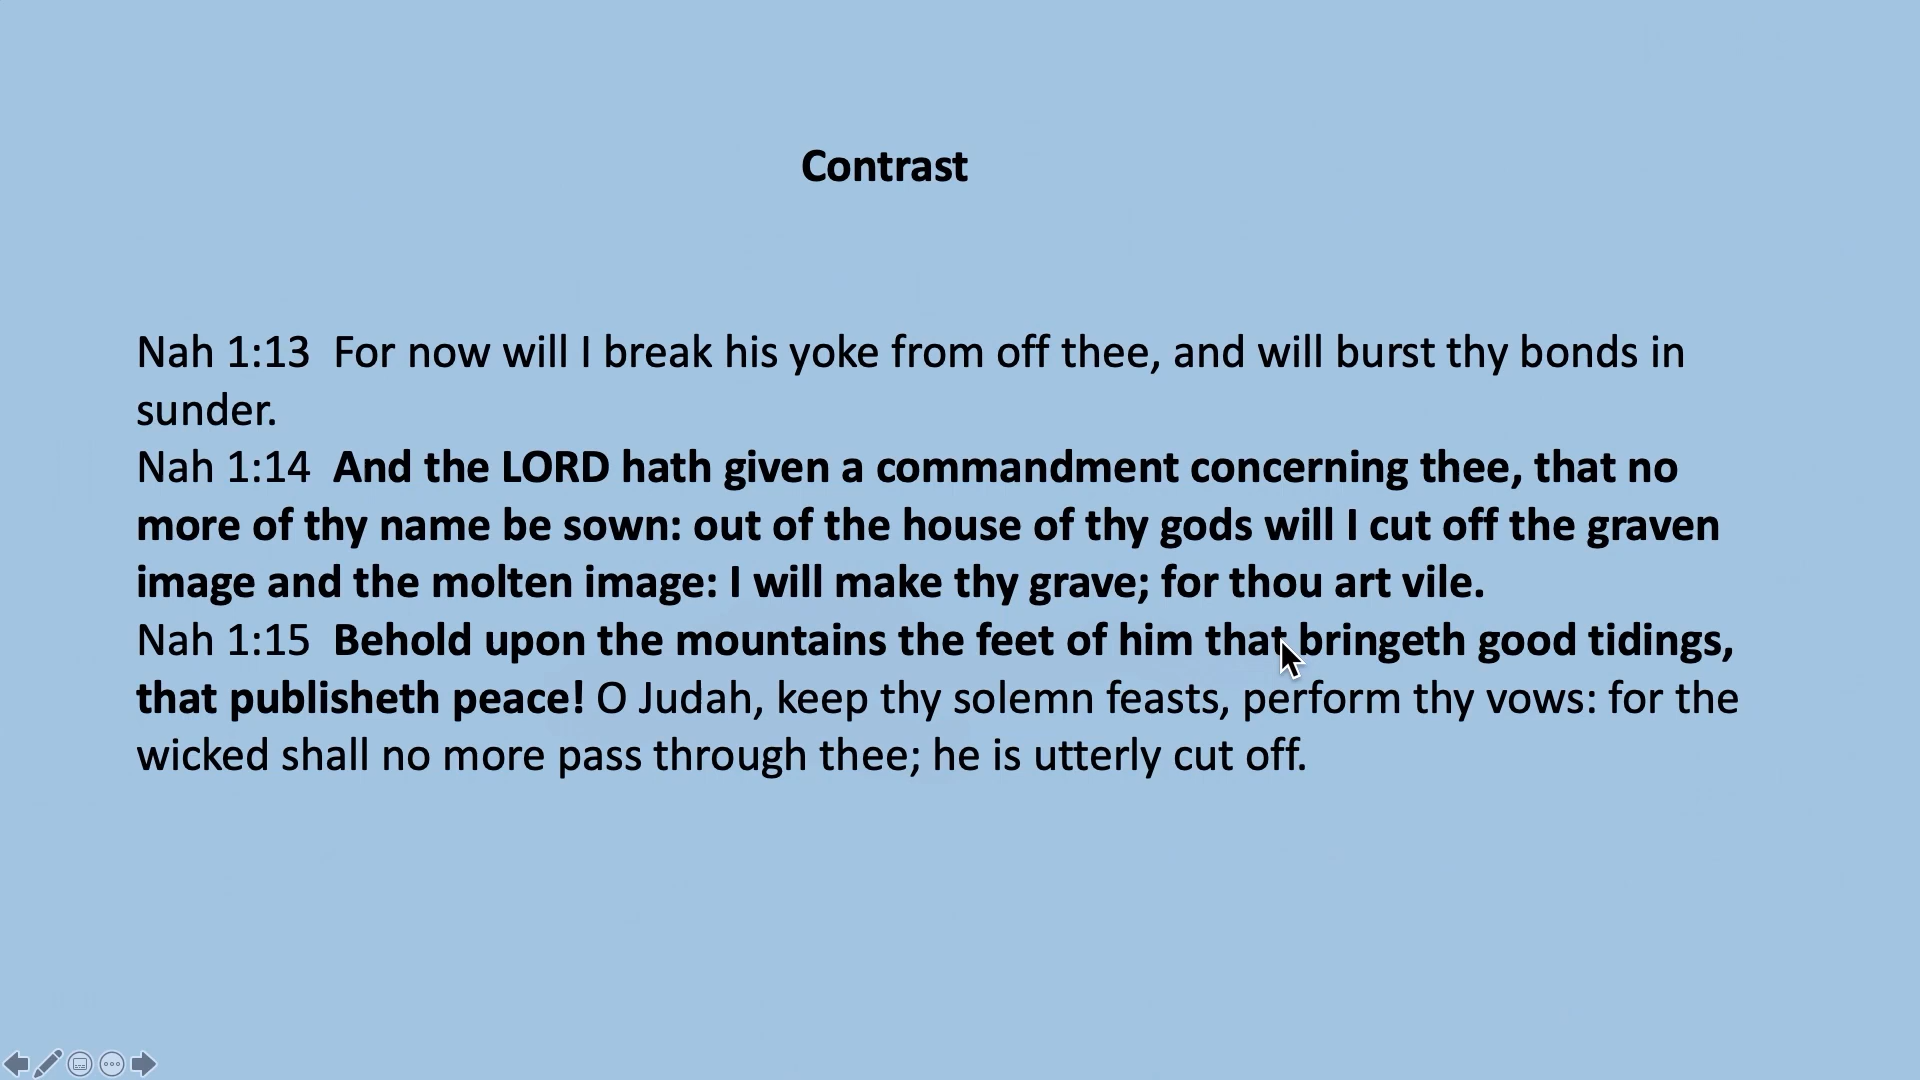 Contrast
Nah 1:13  For now will I break his yoke from off thee, and will burst thy bonds in
sunder.
Nah 1:14  And the LORD hath given a commandment concerning thee, that no
more of thy name be sown: out of the house of thy gods will I cut off the graven
image and the molten image: I will make thy grave; for thou art vile.
Nah 1:15  Behold upon the mountains the feet of him that bringeth good tidings,
that publisheth peace! O Judah, keep thy solemn feasts, perform thy vows: for the
wicked shall no more pass through thee; he is utterly cut off.